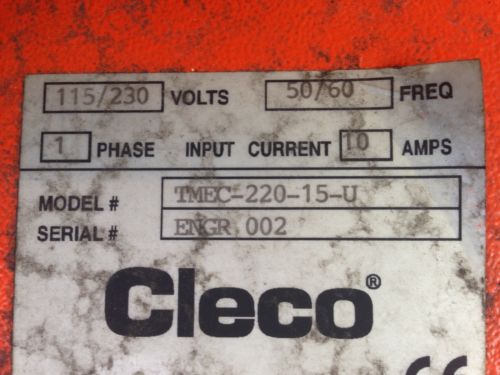 115/230 VOLTS 50/60 FREQ
1 PHASE INPUT CURRENT 10 AMPS
MODEL # TMEC-220-15-U
SERIAL # ENGR 002
Cleco®
CE